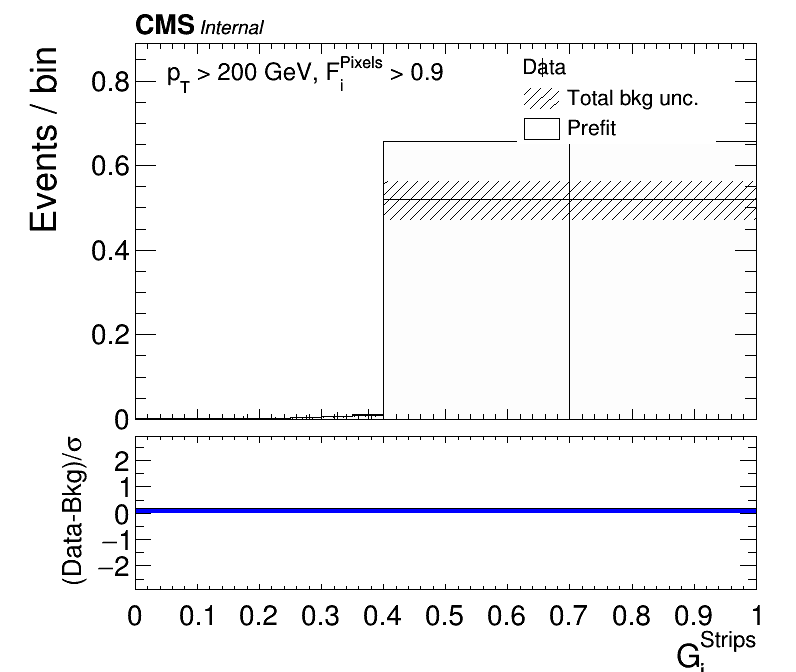 CMS Internal
p_T > 200 GeV, F_i^Pixels > 0.9
Data
Total bkg unc.
Prefit
Events / bin
0.8
0.6
0.4
0.2
0
(Data-Bkg)/σ
2
1
0
−1
−2
0 0.1 0.2 0.3 0.4 0.5 0.6 0.7 0.8 0.9 1
G_i^Strips